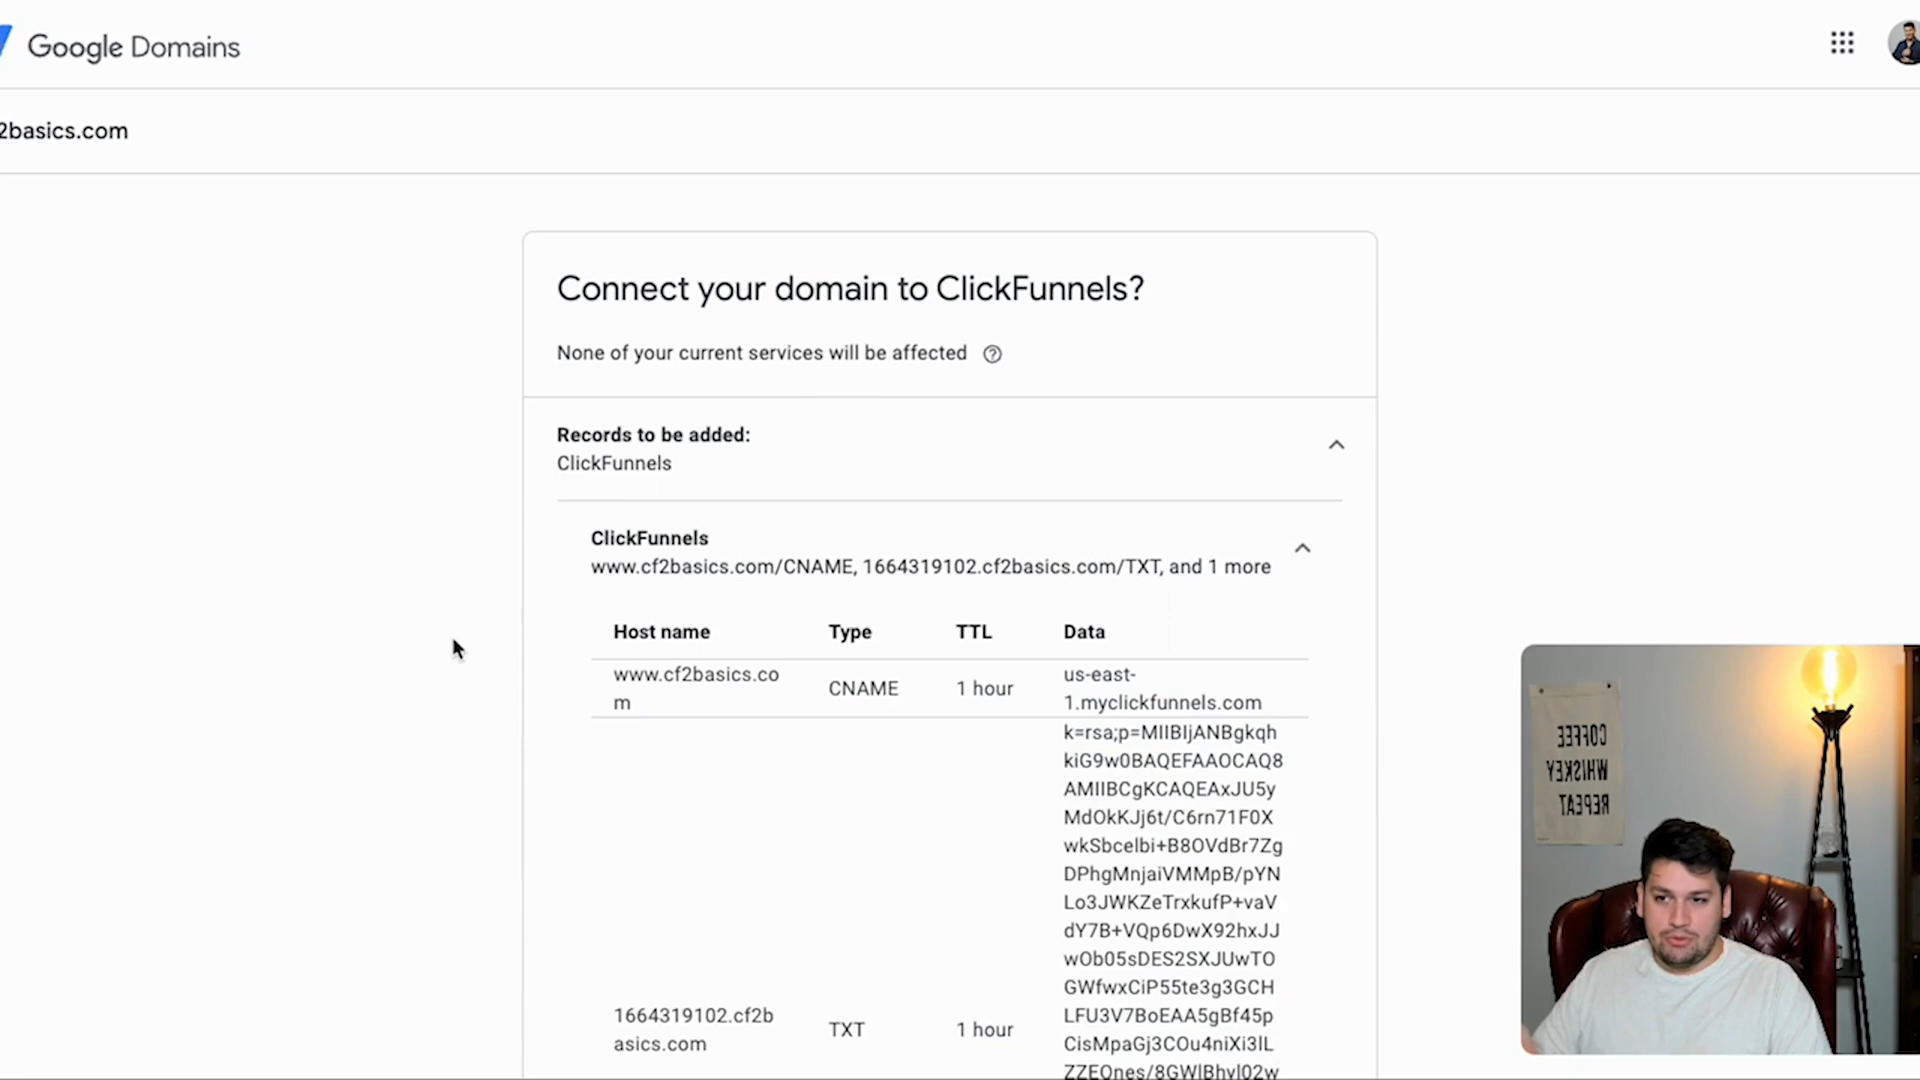 Google Domains
2basics.com
Connect your domain to ClickFunnels?
None of your current services will be affected
Records to be added:
ClickFunnels
ClickFunnels
www.cf2basics.com/CNAME, 1664319102.cf2basics.com/TXT, and 1 more
Host name Type TTL Data
www.cf2basics.co
m
CNAME 1 hour
us-east-
1.myclickfunnels.com
k=rsa;p=MIIBIjANBgkqh
kiG9w0BAQEFAAOCAQ8
AMIIBCgKCAQEAxJU5y
MdOkKJj6t/C6rn71F0X
wkSbcelbi+B8OVdBr7Zg
DPhgMnjaiVMMpB/pYN
Lo3JWKZeTrxkufP+vaV
dY7B+VQp6DwX92hxJJ
wOb05sDES2SXJUwTO
GWfwxCiP55te3g3GCH
LFU3V7BoEAA5gBf45p
CisMpaGj3COu4niXi3lL
ZZEQnes/8GWlBhyl02w
1664319102.cf2b
asics.com
TXT 1 hour
COFFEE
WHISKEY
REPEAT